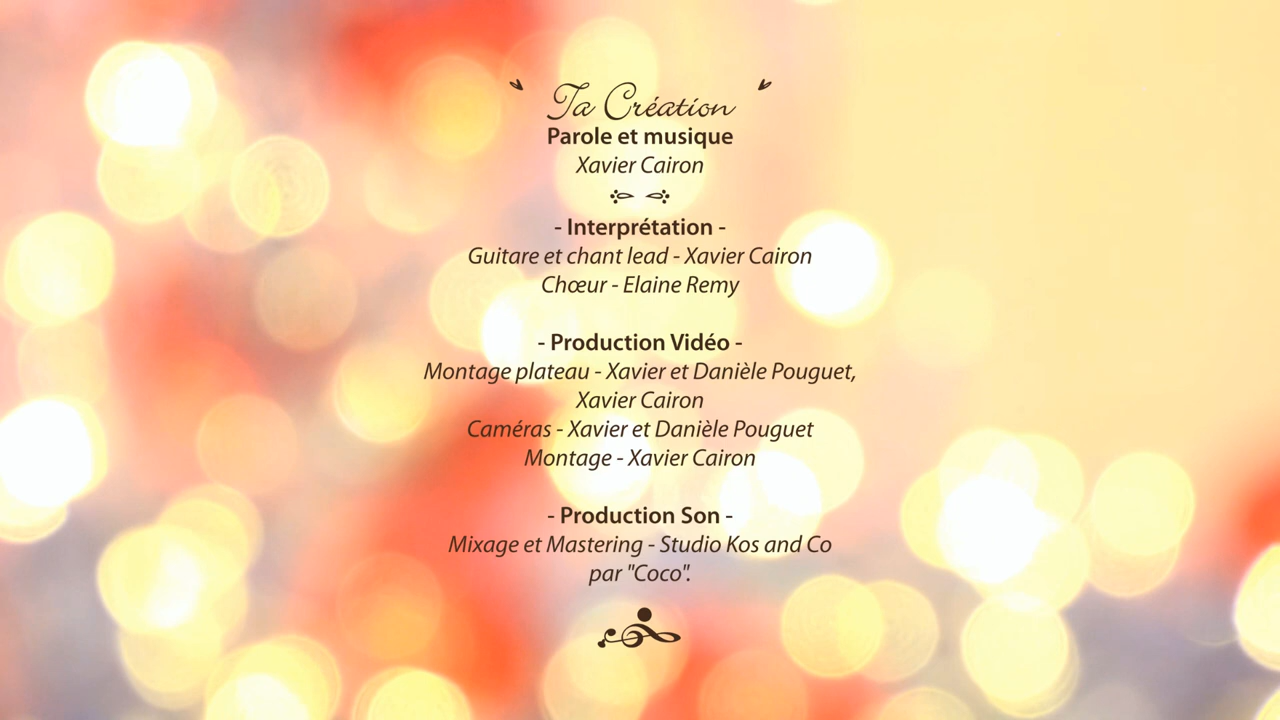 Ta Création
Parole et musique
Xavier Cairon
- Interprétation -
Guitare et chant lead - Xavier Cairon
Chœur - Elaine Remy
- Production Vidéo -
Montage plateau - Xavier et Danièle Pouguet,
Xavier Cairon
Caméras - Xavier et Danièle Pouguet
Montage - Xavier Cairon
- Production Son -
Mixage et Mastering - Studio Kos and Co
par "Coco".